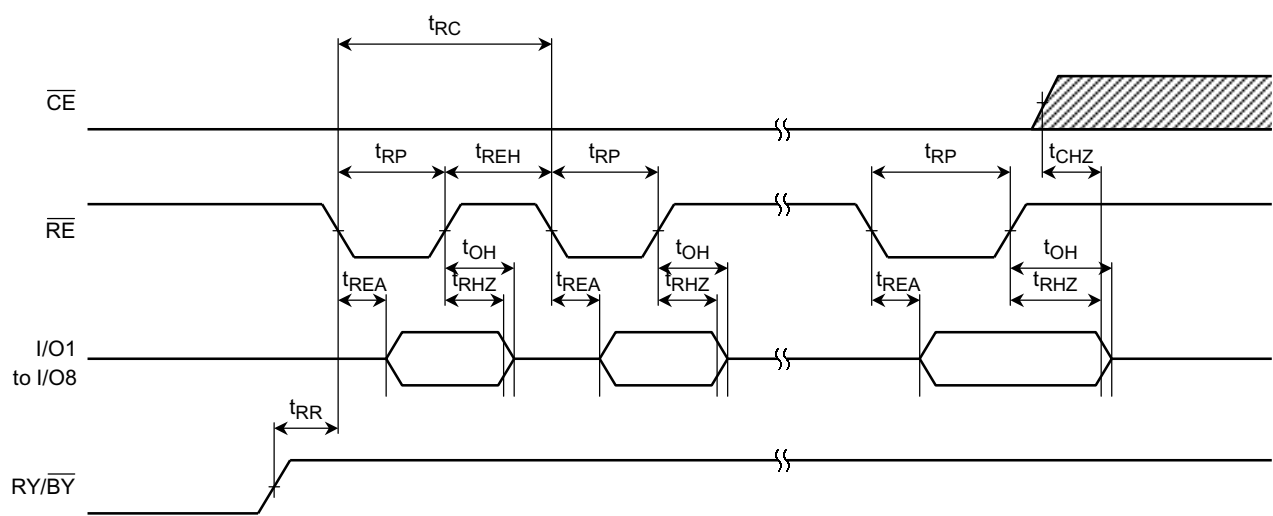 tRC
CE
tRP tREH tRP tRP tCHZ
RE
tOH tOH tOH
tREA tRHZ tREA tRHZ tREA tRHZ
I/O1
to I/O8
tRR
RY/BY